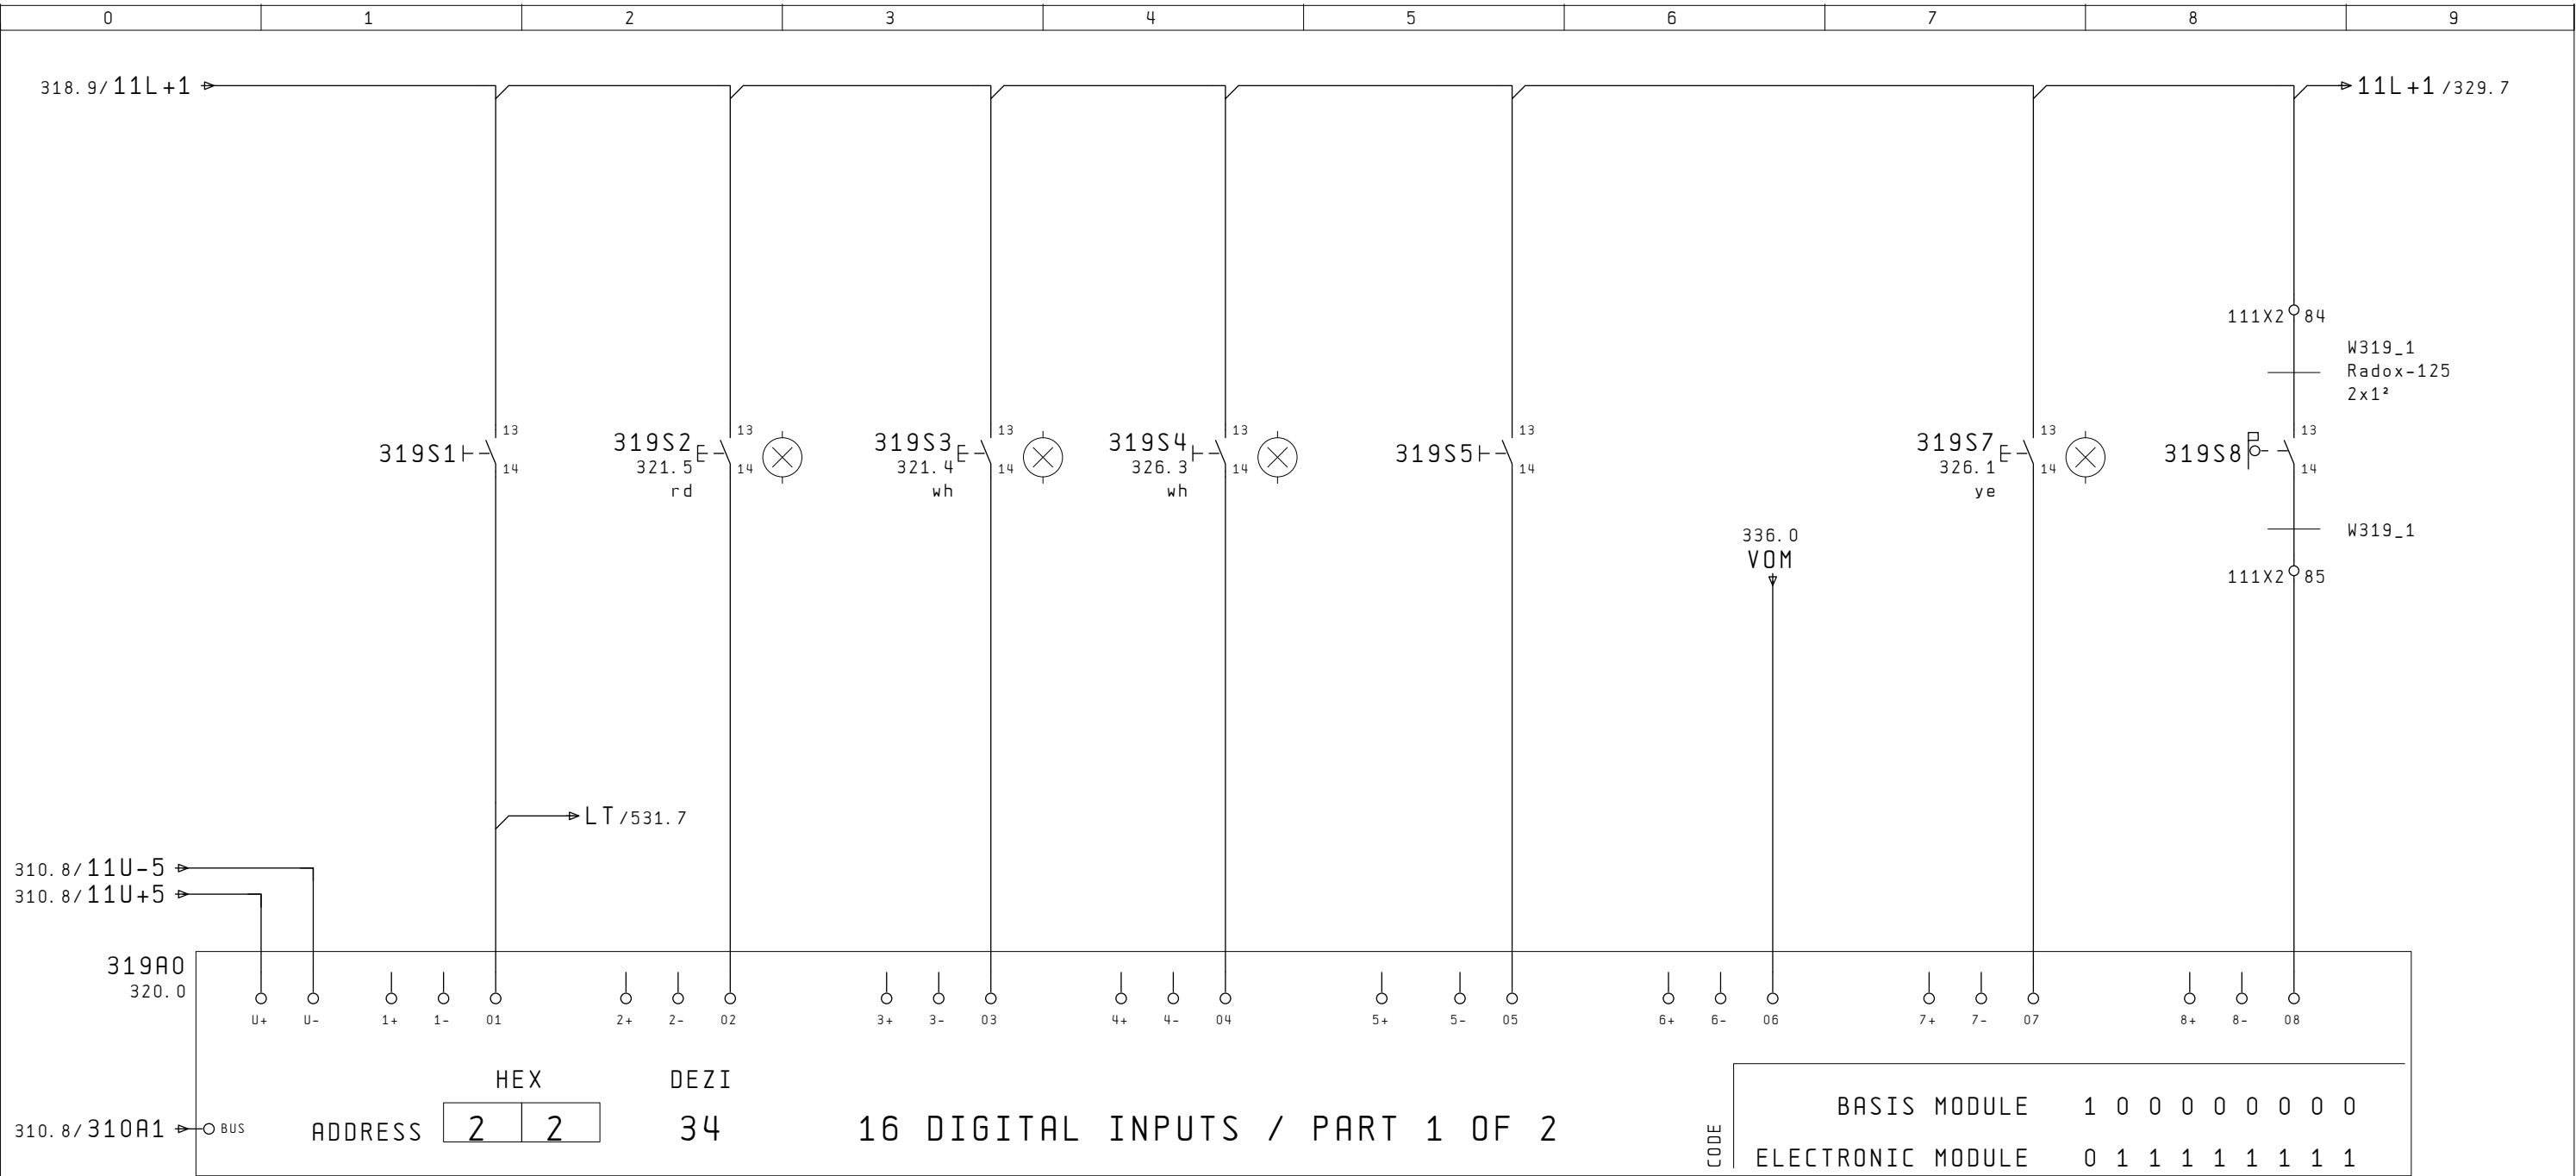 0 1 2 3 4 5 6 7 8 9
318.9/11L+1 11L+1/329.7
111X2 84
W319_1
Radox-125
2x1²
319S1 13 14
319S2 13 14
321.5
rd
319S3 13 14
321.4
wh
319S4 13 14
326.3
wh
319S5 13 14
319S7 13 14
326.1
ye
319S8 13 14
336.0
VOM
W319_1
111X2 85
LT/531.7
310.8/11U-5
310.8/11U+5
319A0
320.0
U+ U- 1+ 1- 01 2+ 2- 02 3+ 3- 03 4+ 4- 04 5+ 5- 05 6+ 6- 06 7+ 7- 07 8+ 8- 08
HEX DEZI
310.8/310A1 BUS ADDRESS 2 2 34 16 DIGITAL INPUTS / PART 1 OF 2
CODE
BASIS MODULE 1 0 0 0 0 0 0 0 0
ELECTRONIC MODULE 0 1 1 1 1 1 1 1 1